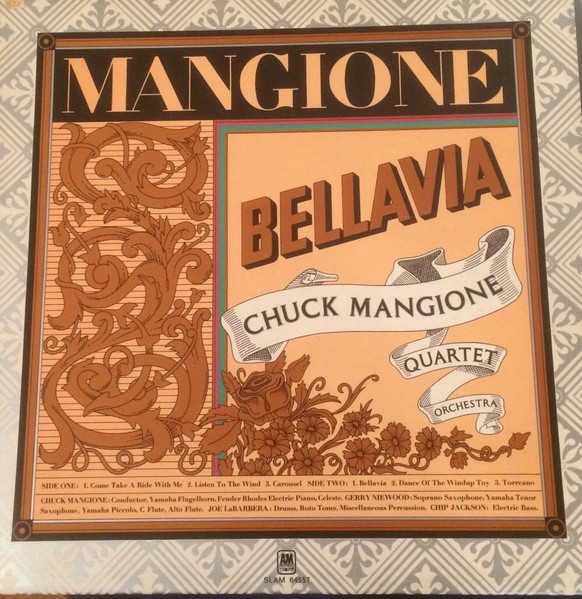 MANGIONE
BELLAVIA
CHUCK MANGIONE
QUARTET
ORCHESTRA
SIDE ONE: 1. Come Take A Ride With Me 2. Listen To The Wind 3. Carousel SIDE TWO: 1. Bellavia 2. Dance Of The Windup Toy 3. Torreano
CHUCK MANGIONE: Conductor, Yamaha Flugelhorn, Fender Rhodes Electric Piano, Celeste. GERRY NIEWOOD: Soprano Saxophone, Yamaha Tenor
Saxophone, Yamaha Piccolo, C Flute, Alto Flute. JOE LaBARBERA: Drums, Roto Toms, Miscellaneous Percussion. CHIP JACKSON: Electric Bass.
A&M
SLAM 64557